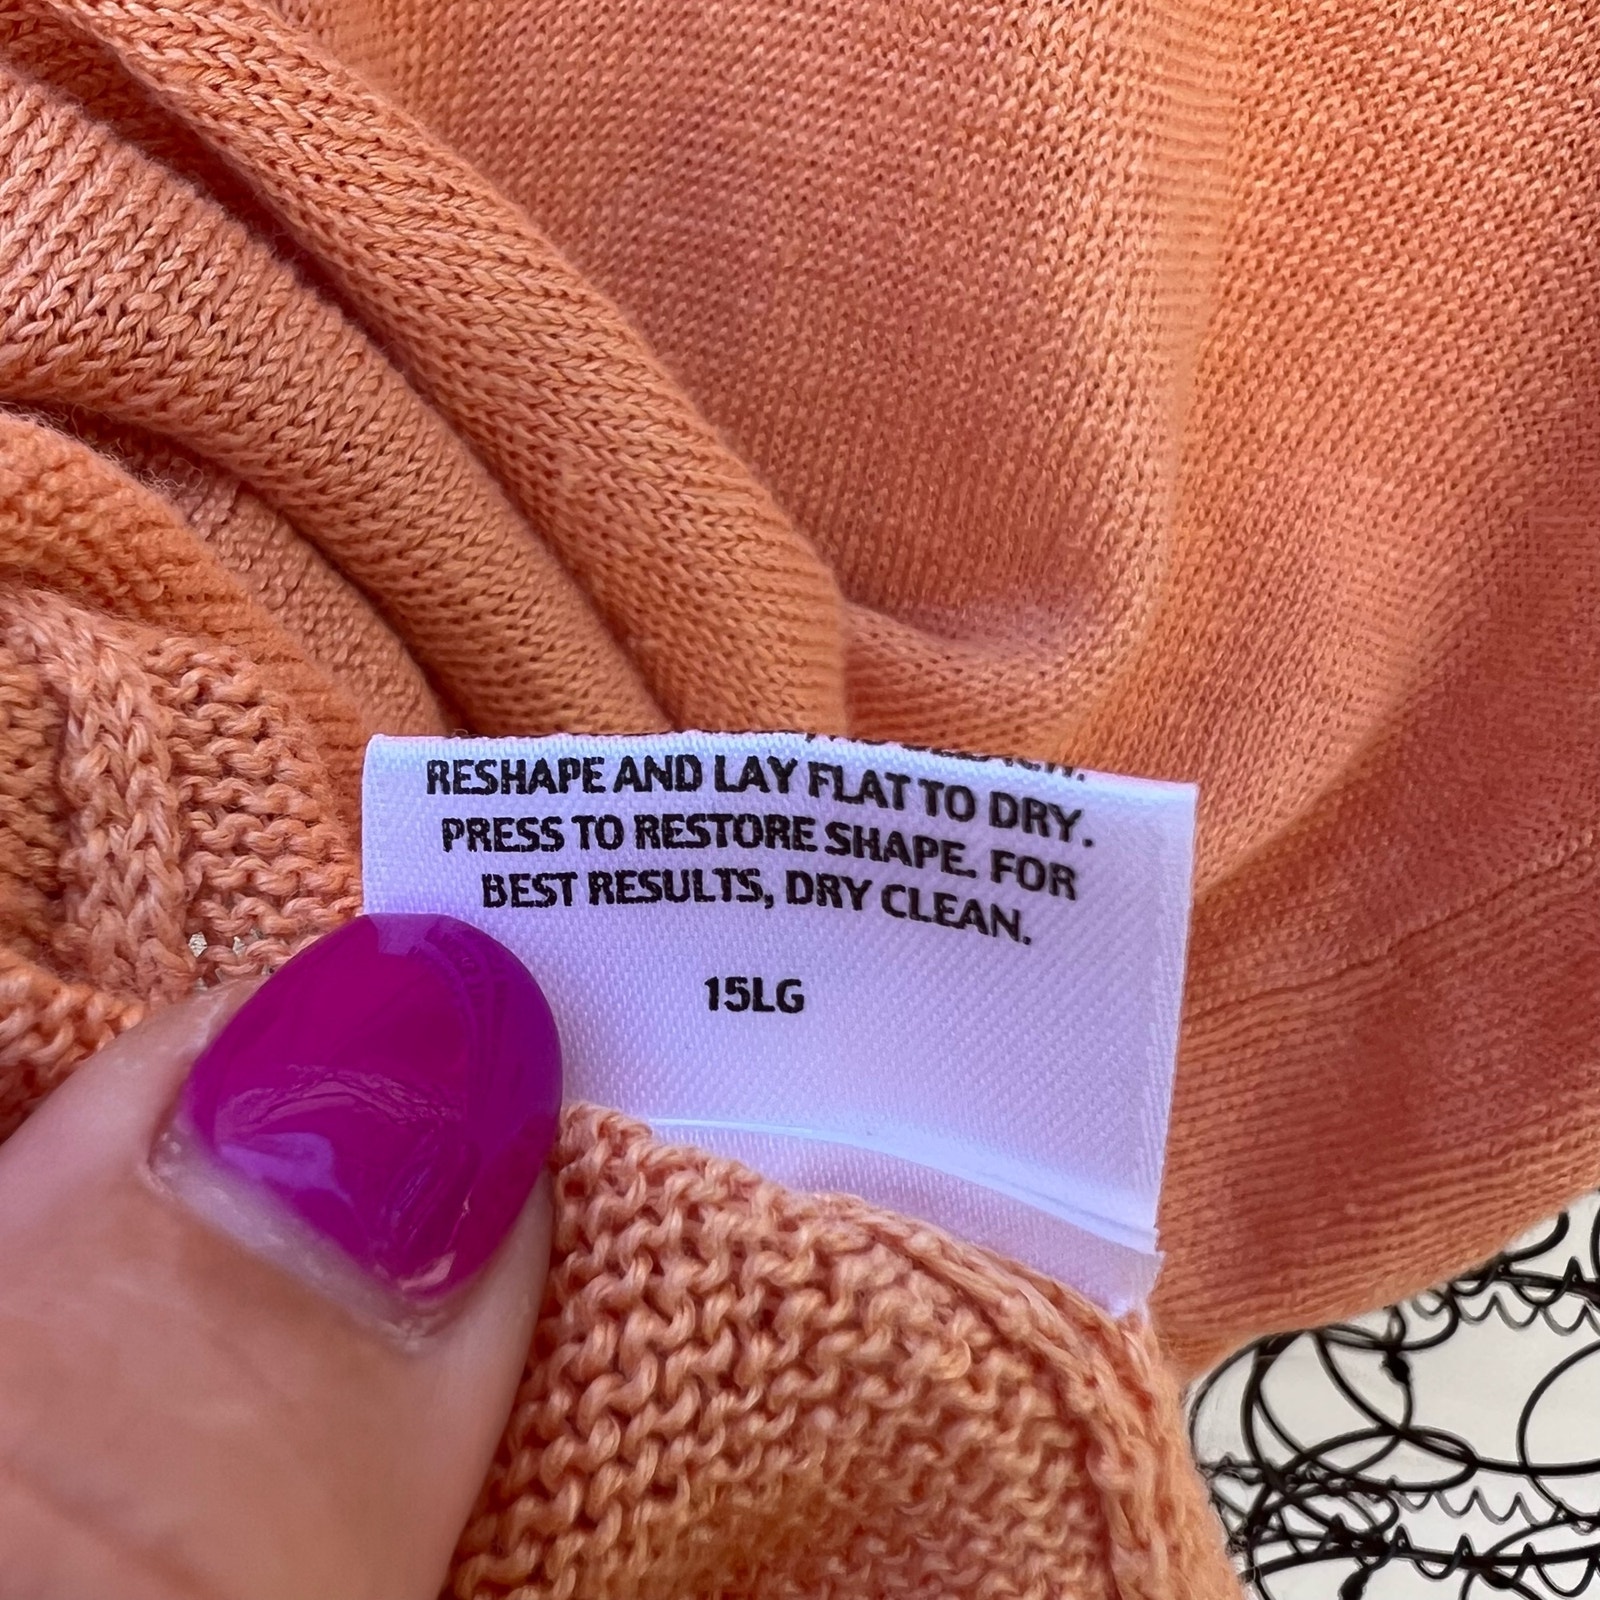 RESHAPE AND LAY FLAT TO DRY.
PRESS TO RESTORE SHAPE. FOR
BEST RESULTS, DRY CLEAN.
15LG